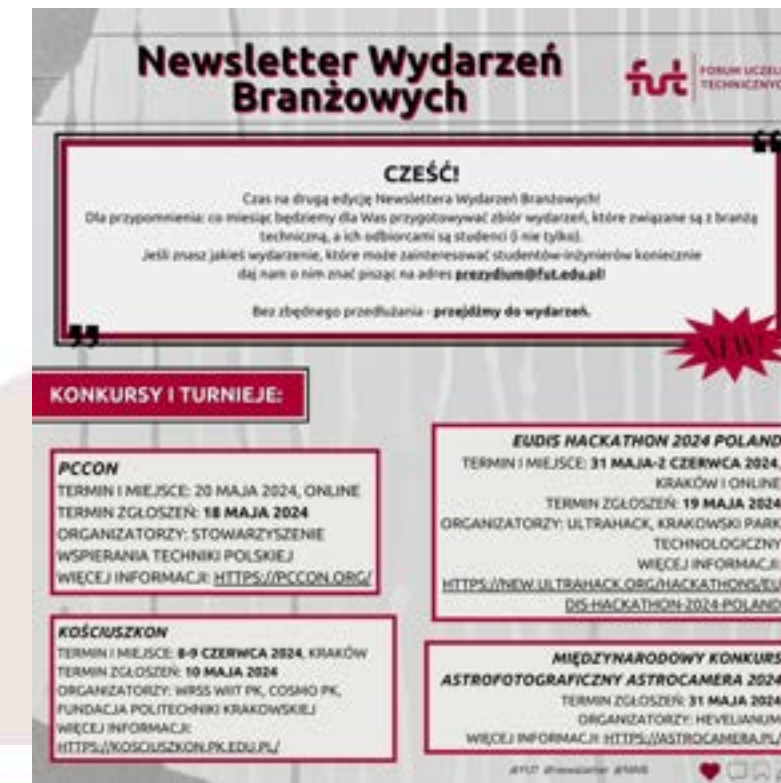 Newsletter Wydarzeń
Branżowych
fut
FORUM UCZELI
TECHNICZNYC
CZEŚĆ!
Czas na drugą edycję Newslettera Wydarzeń Branżowych!
Dla przypomnienia: co miesiąc będziemy dla Was przygotowywać zbiór wydarzeń, które związane są z branżą
techniczną, a ich odbiorcami są studenci (i nie tylko).
Jeśli znasz jakieś wydarzenie, które może zainteresować studentów-inżynierów koniecznie
daj nam o nim znać pisząc na adres prezydium@fut.edu.pl!
Bez zbędnego przedłużania - przejdźmy do wydarzeń.
NEW!
KONKURSY I TURNIEJE:
PCCON
TERMIN I MIEJSCE: 20 MAJA 2024, ONLINE
TERMIN ZGŁOSZEŃ: 18 MAJA 2024
ORGANIZATORZY: STOWARZYSZENIE
WSPIERANIA TECHNIKI POLSKIEJ
WIĘCEJ INFORMACJI: HTTPS://PCCON.ORG/
KOŚCIUSZKON
TERMIN I MIEJSCE: 8-9 CZERWCA 2024, KRAKÓW
TERMIN ZGŁOSZEŃ: 10 MAJA 2024
ORGANIZATORZY: WRSS WIIT PK, COSMO PK,
FUNDACJA POLITECHNIKI KRAKOWSKIEJ
WIĘCEJ INFORMACJI:
HTTPS://KOSCIUSZKON.PK.EDU.PL/
EUDIS HACKATHON 2024 POLAND
TERMIN I MIEJSCE: 31 MAJA-2 CZERWCA 2024,
KRAKÓW I ONLINE
TERMIN ZGŁOSZEŃ: 19 MAJA 2024
ORGANIZATORZY: ULTRAHACK, KRAKOWSKI PARK
TECHNOLOGICZNY
WIĘCEJ INFORMACJI:
HTTPS://NEW.ULTRAHACK.ORG/HACKATHONS/EU
DIS-HACKATHON-2024-POLAND
MIĘDZYNARODOWY KONKURS
ASTROFOTOGRAFICZNY ASTROCAMERA 2024
TERMIN ZGŁOSZEŃ: 31 MAJA 2024
ORGANIZATORZY: HEVELIANUM
WIĘCEJ INFORMACJI: HTTPS://ASTROCAMERA.PL/
#FUT #newsletter #NWB